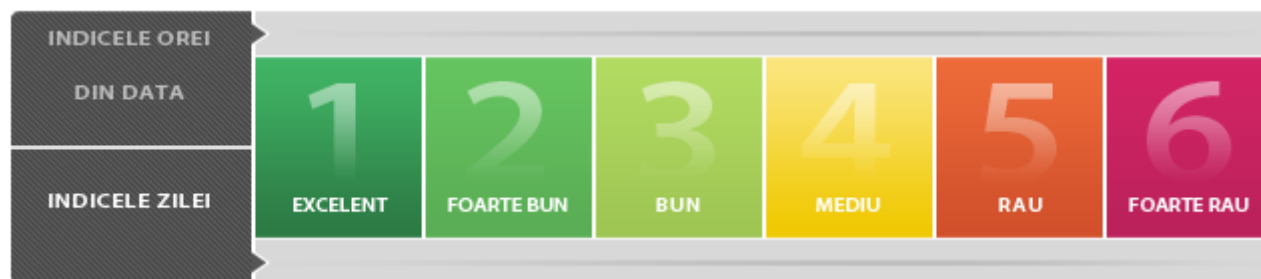 INDICELE OREI
DIN DATA
INDICELE ZILEI
1
EXCELENT
2
FOARTE BUN
3
BUN
4
MEDIU
5
RAU
6
FOARTE RAU